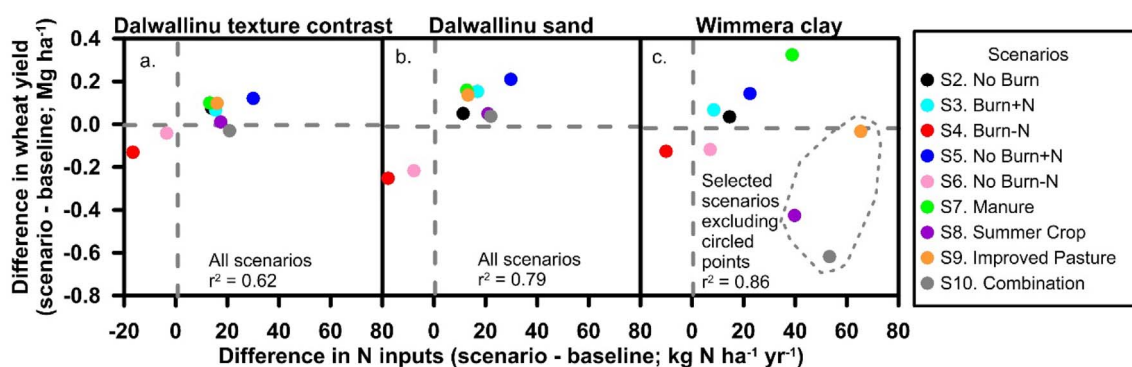 Dalwallinu texture contrast
Dalwallinu sand
Wimmera clay
Difference in wheat yield
(scenario - baseline; Mg ha⁻¹)
0.4
0.2
0.0
-0.2
-0.4
-0.6
-0.8
a.
All scenarios
r² = 0.62
b.
All scenarios
r² = 0.79
c.
Selected
scenarios
excluding
circled
points
r² = 0.86
-20 0 20 40 60 80 0 20 40 60 80 0 20 40 60 80
Difference in N inputs (scenario - baseline; kg N ha⁻¹ yr⁻¹)
Scenarios
S2. No Burn
S3. Burn+N
S4. Burn-N
S5. No Burn+N
S6. No Burn-N
S7. Manure
S8. Summer Crop
S9. Improved Pasture
S10. Combination